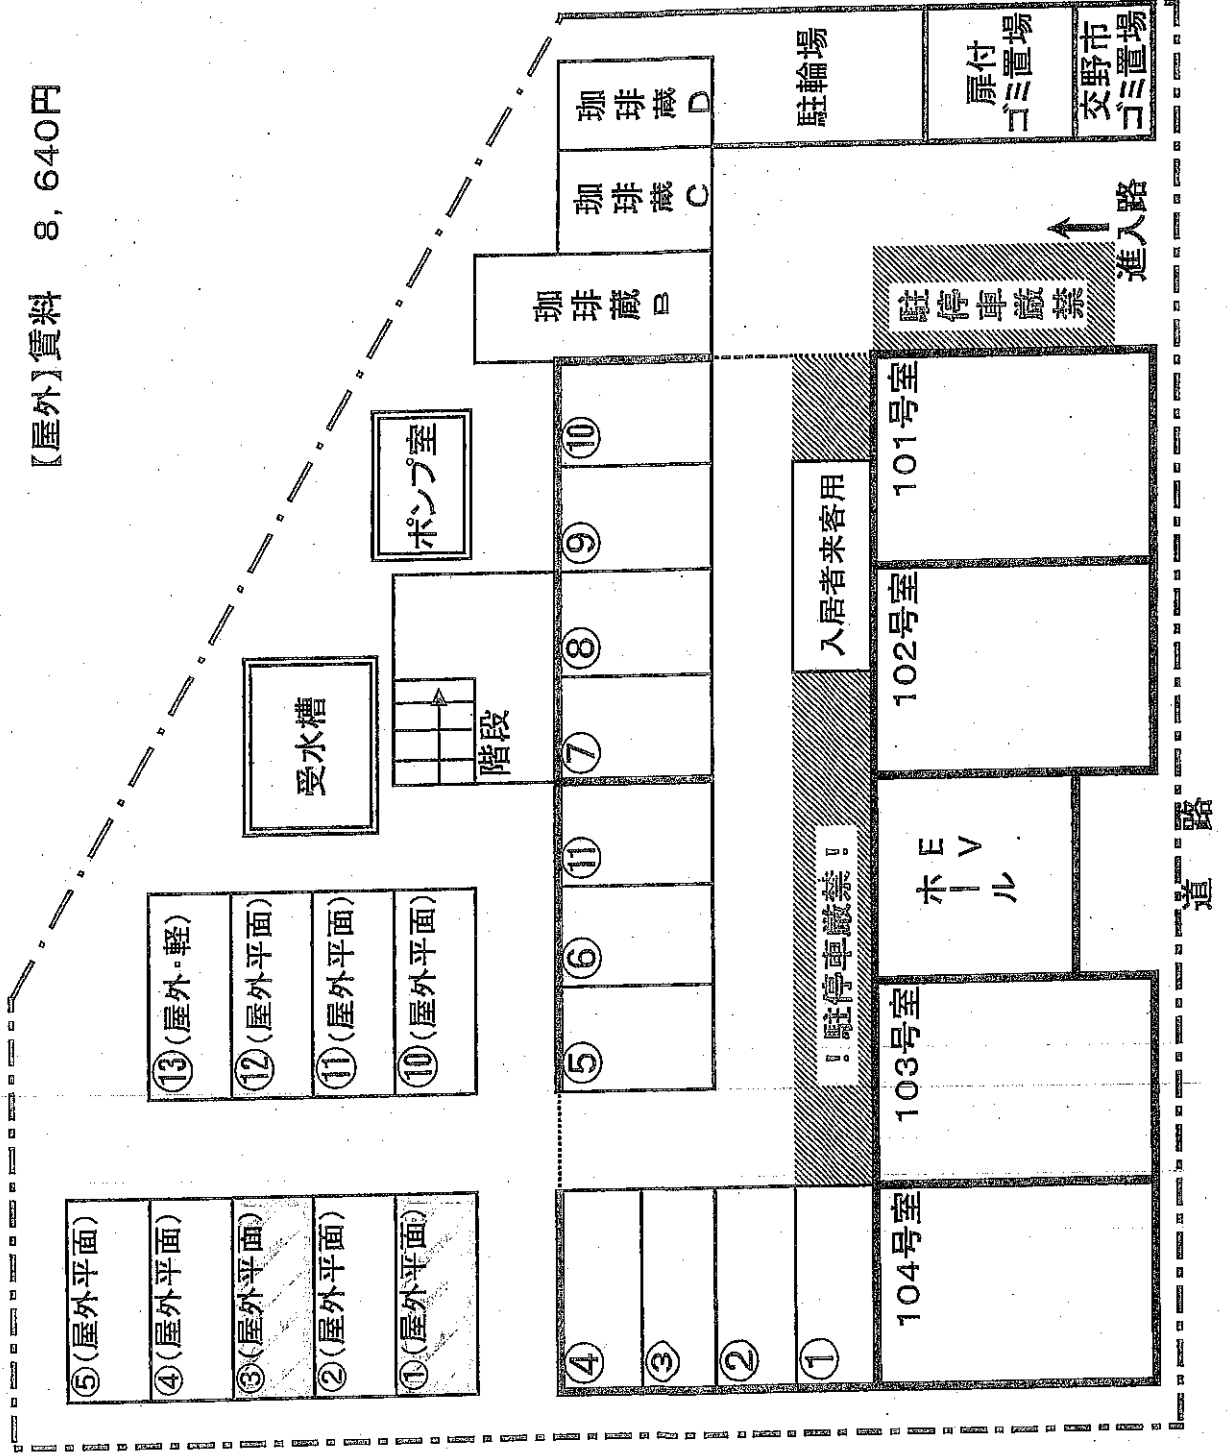 【屋外】賃料　8,640円
⑤(屋外平面)
④(屋外平面)
③(屋外平面)
②(屋外平面)
①(屋外平面)
⑬(屋外・軽)
⑫(屋外平面)
⑪(屋外平面)
⑩(屋外平面)
受水槽
ポンプ室
階段
珈琲蔵B
珈琲蔵C
珈琲蔵D
駐輪場
扉付
ゴミ置場
交野市
ゴミ置場
④
③
②
①
⑤
⑥
⑪
⑦
⑧
⑨
⑩
!!駐停車厳禁!!
入居者来客用
駐停車厳禁
進入路
104号室
103号室
EV
ホール
102号室
101号室
道路